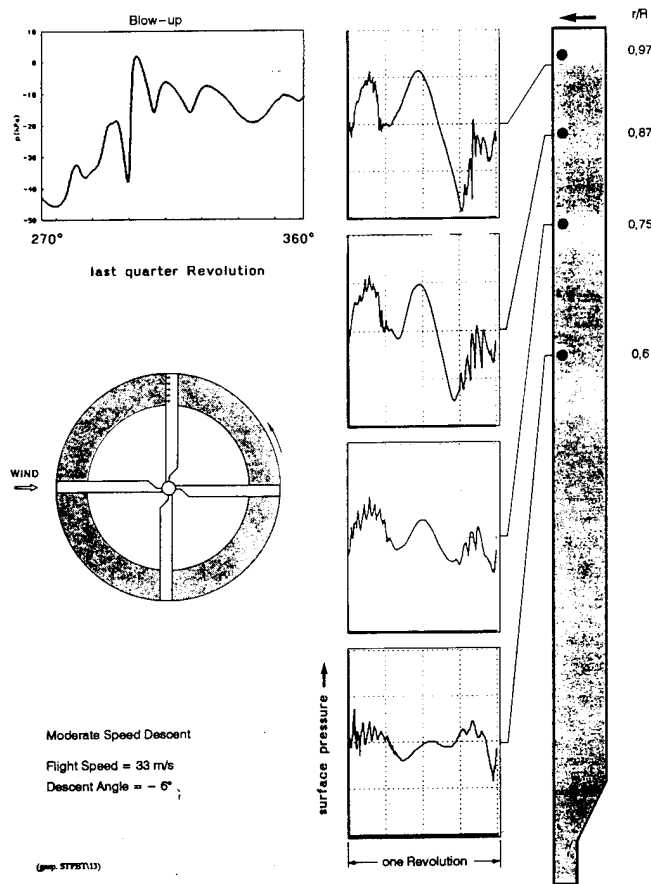 Blow-up
10
0
-10
-20
-30
-40
-50
p(hPa)
270°
360°
last quarter Revolution
WIND
Moderate Speed Descent
Flight Speed = 33 m/s
Descent Angle = - 6°
surface pressure
one Revolution
r/R
0,97
0,87
0,75
0,6